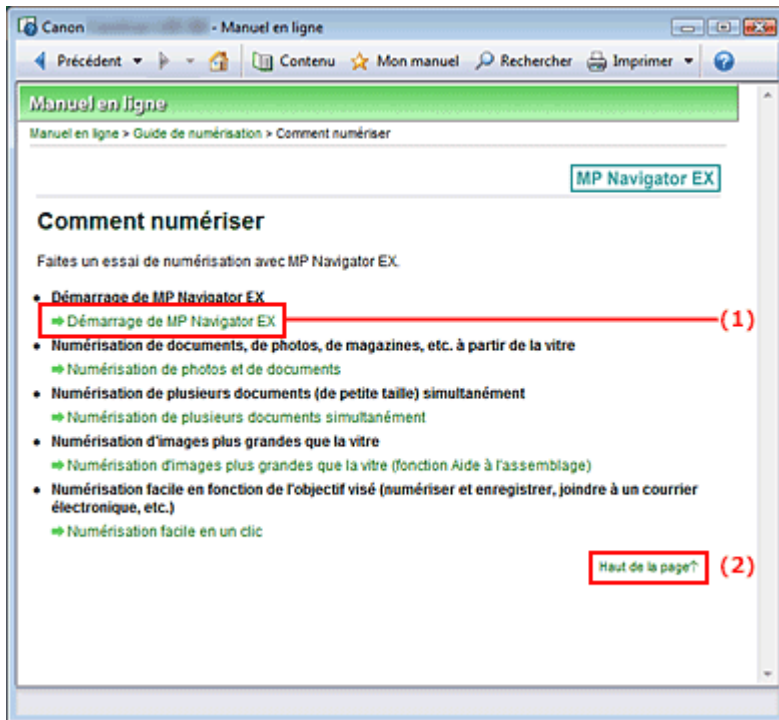 Canon - Manuel en ligne
Précédent Contenu Mon manuel Rechercher Imprimer
Manuel en ligne
Manuel en ligne > Guide de numérisation > Comment numériser
MP Navigator EX
Comment numériser
Faites un essai de numérisation avec MP Navigator EX.
• Démarrage de MP Navigator EX
➡Démarrage de MP Navigator EX
(1)
• Numérisation de documents, de photos, de magazines, etc. à partir de la vitre
➡Numérisation de photos et de documents
• Numérisation de plusieurs documents (de petite taille) simultanément
➡Numérisation de plusieurs documents simultanément
• Numérisation d'images plus grandes que la vitre
➡Numérisation d'images plus grandes que la vitre (fonction Aide à l'assemblage)
• Numérisation facile en fonction de l'objectif visé (numériser et enregistrer, joindre à un courrier
électronique, etc.)
➡Numérisation facile en un clic
Haut de la page↑
(2)